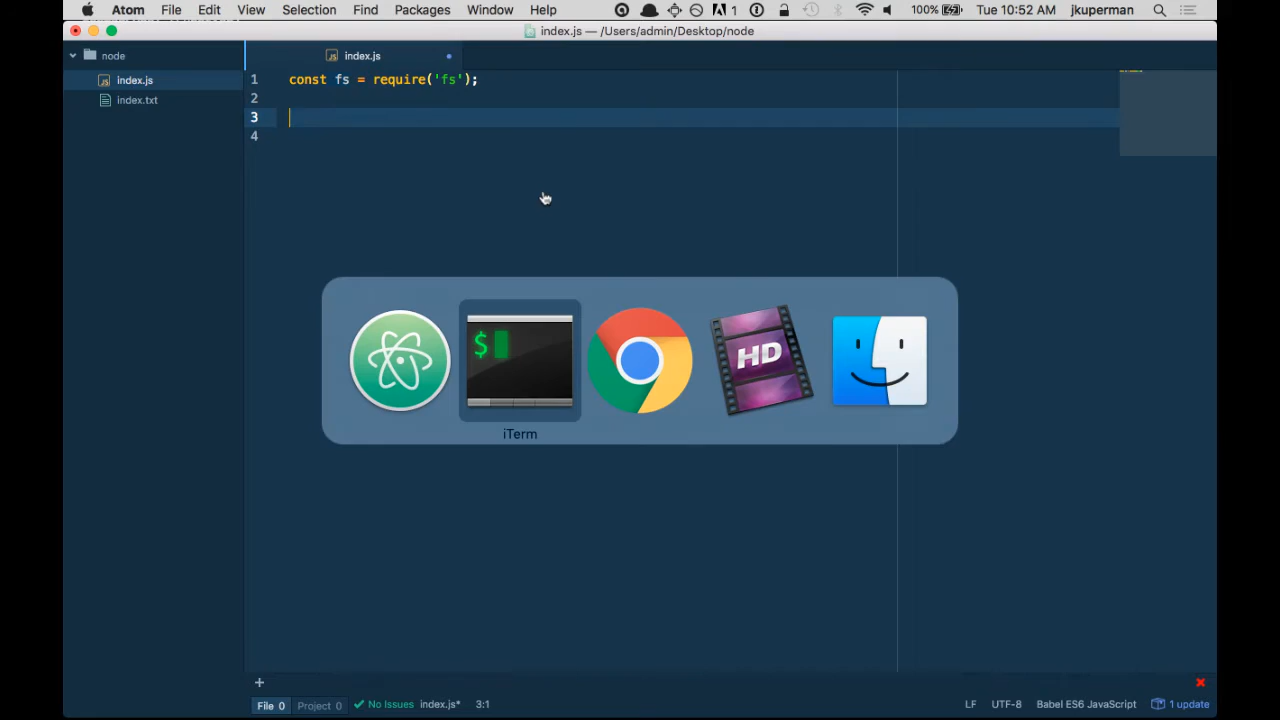 Atom File Edit View Selection Find Packages Window Help 1 100% Tue 10:52 AM jkuperman
index.js — /Users/admin/Desktop/node
node
index.js
index.txt
index.js
1 const fs = require('fs');
2
3
4
$
HD
iTerm
+
File 0 Project 0 No Issues index.js* 3:1 LF UTF-8 Babel ES6 JavaScript 1 update